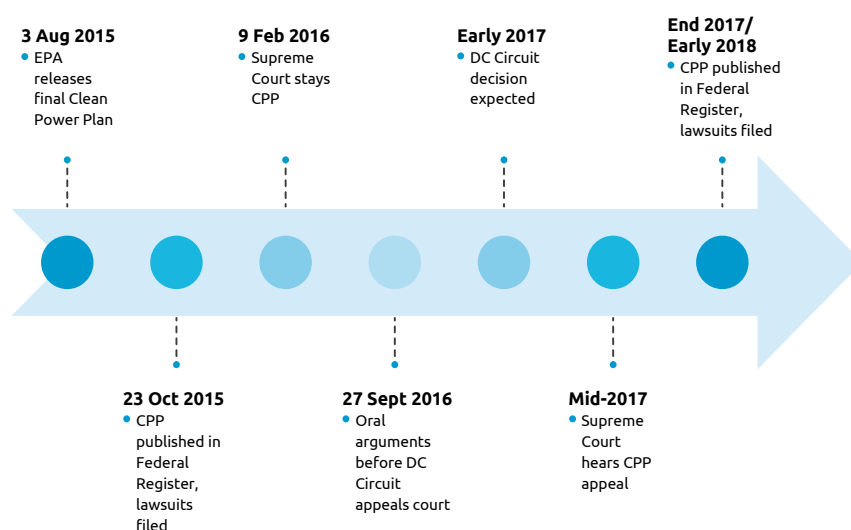 3 Aug 2015
EPA
releases
final Clean
Power Plan
23 Oct 2015
CPP
published in
Federal
Register,
lawsuits
filed
9 Feb 2016
Supreme
Court stays
CPP
27 Sept 2016
Oral
arguments
before DC
Circuit
appeals court
Early 2017
DC Circuit
decision
expected
Mid-2017
Supreme
Court
hears CPP
appeal
End 2017/
Early 2018
CPP published
in Federal
Register,
lawsuits filed